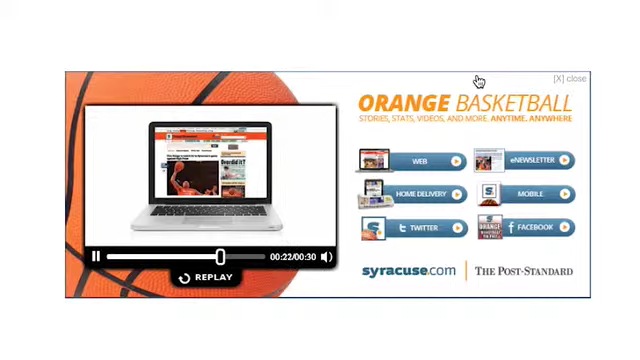 [X] close
ORANGE BASKETBALL
STORIES, STATS, VIDEOS, AND MORE. ANYTIME. ANYWHERE
WEB
eNEWSLETTER
HOME DELIVERY
MOBILE
TWITTER
FACEBOOK
00:22/00:30
REPLAY
syracuse.com
THE POST-STANDARD